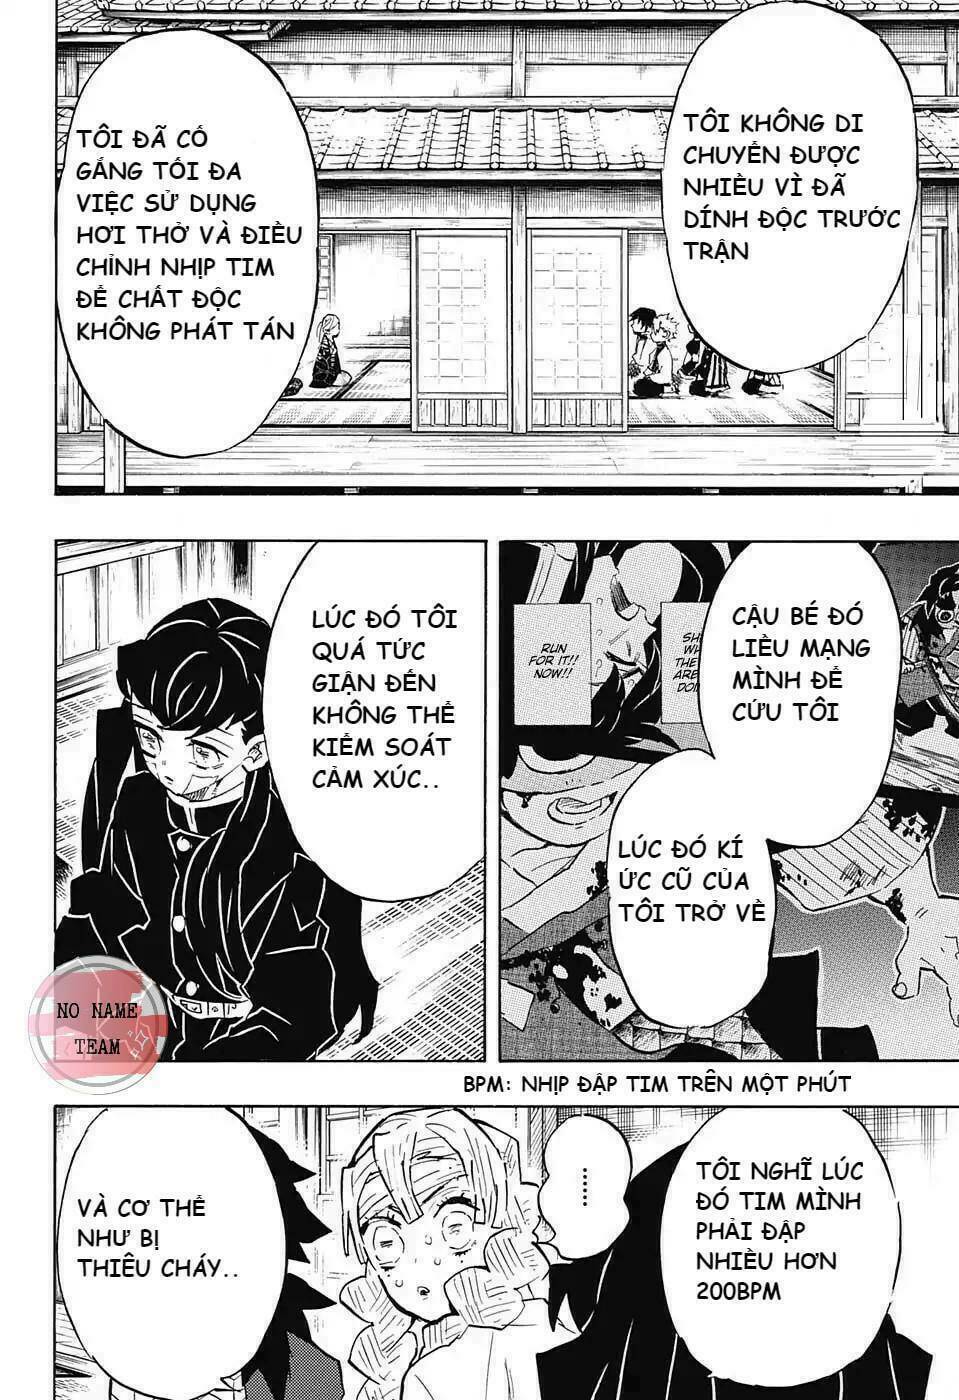 TÔI KHÔNG DI
CHUYỂN ĐƯỢC
NHIỀU VÌ ĐÃ
DÍNH ĐỘC TRƯỚC
TRẬN
TÔI ĐÃ CỐ
GẮNG TỐI ĐA
VIỆC SỬ DỤNG
HƠI THỞ VÀ ĐIỀU
CHỈNH NHỊP TIM
ĐỂ CHẤT ĐỘC
KHÔNG PHÁT TÁN
CẬU BÉ ĐÓ
LIỀU MẠNG
MÌNH ĐỂ
CỨU TÔI
RUN
FOR IT!!
NOW!!
THE
ARE
LÚC ĐÓ KÍ
ỨC CŨ CỦA
TÔI TRỞ VỀ
LÚC ĐÓ TÔI
QUÁ TỨC
GIẬN ĐẾN
KHÔNG THỂ
KIỂM SOÁT
CẢM XÚC..
NO NAME
TEAM
BPM: NHỊP ĐẬP TIM TRÊN MỘT PHÚT
TÔI NGHĨ LÚC
ĐÓ TIM MÌNH
PHẢI ĐẬP
NHIỀU HƠN
200BPM
......
VÀ CƠ THỂ
NHƯ BỊ
THIÊU CHÁY..